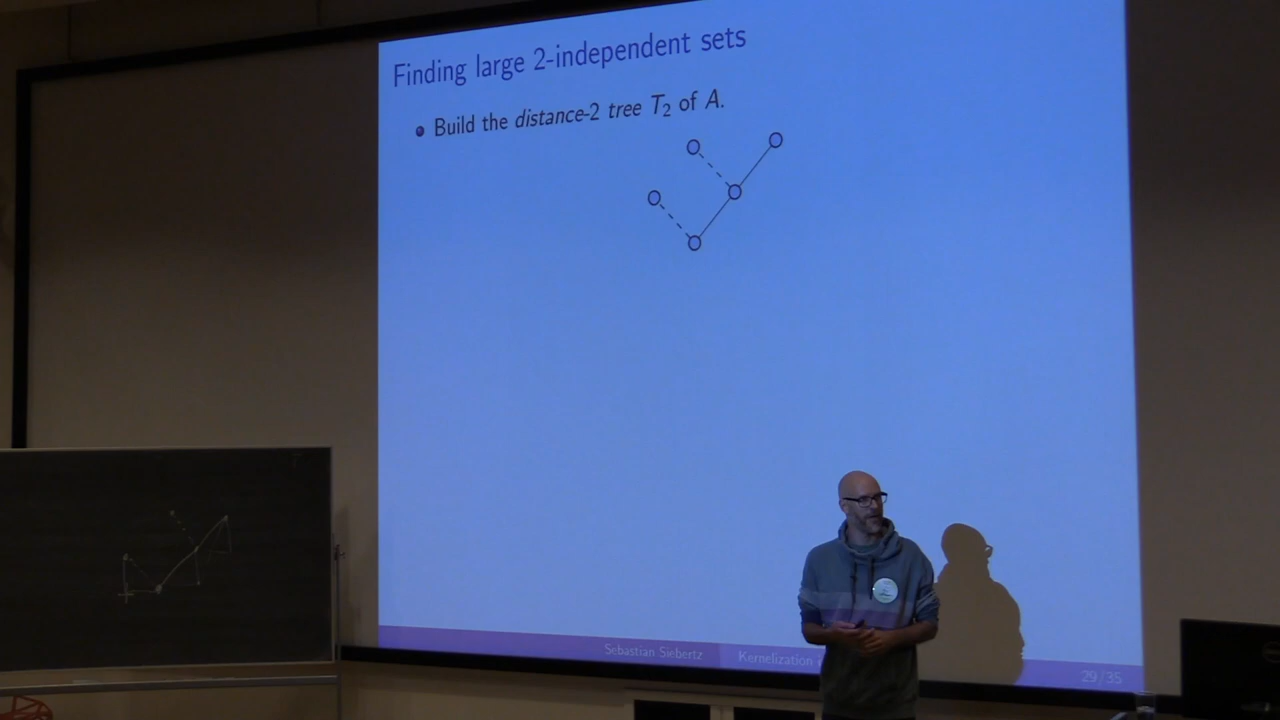 Finding large 2-independent sets
Build the distance-2 tree T₂ of A.
Sebastian Siebertz
Kernelization
29/35